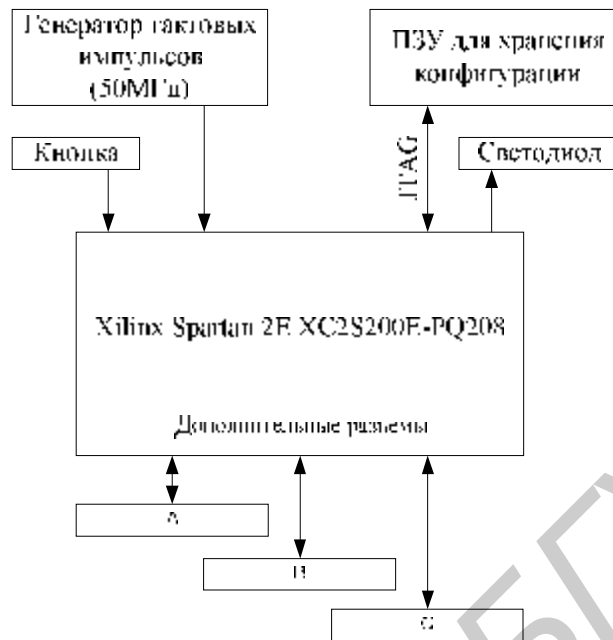 Генератор тактовых
импульсов
(50МГц)
ПЗУ для хранения
конфигурации
Кнопка
JTAG
Светодиод
Xilinx Spartan 2E XC2S200E-PQ208
Дополнительные разъемы
A
B
C